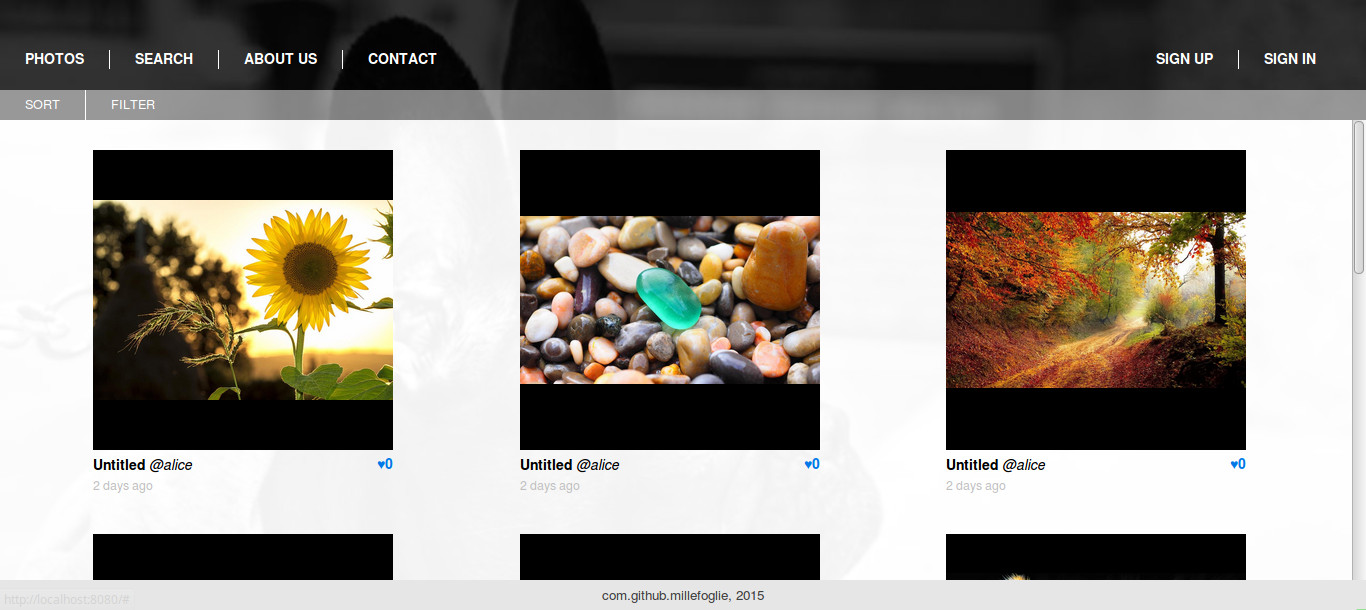 PHOTOS SEARCH ABOUT US CONTACT SIGN UP SIGN IN
SORT FILTER
Untitled @alice ♥0 Untitled @alice ♥0 Untitled @alice ♥0
2 days ago 2 days ago 2 days ago
com.github.millefoglie, 2015
http://localhost:8080/#